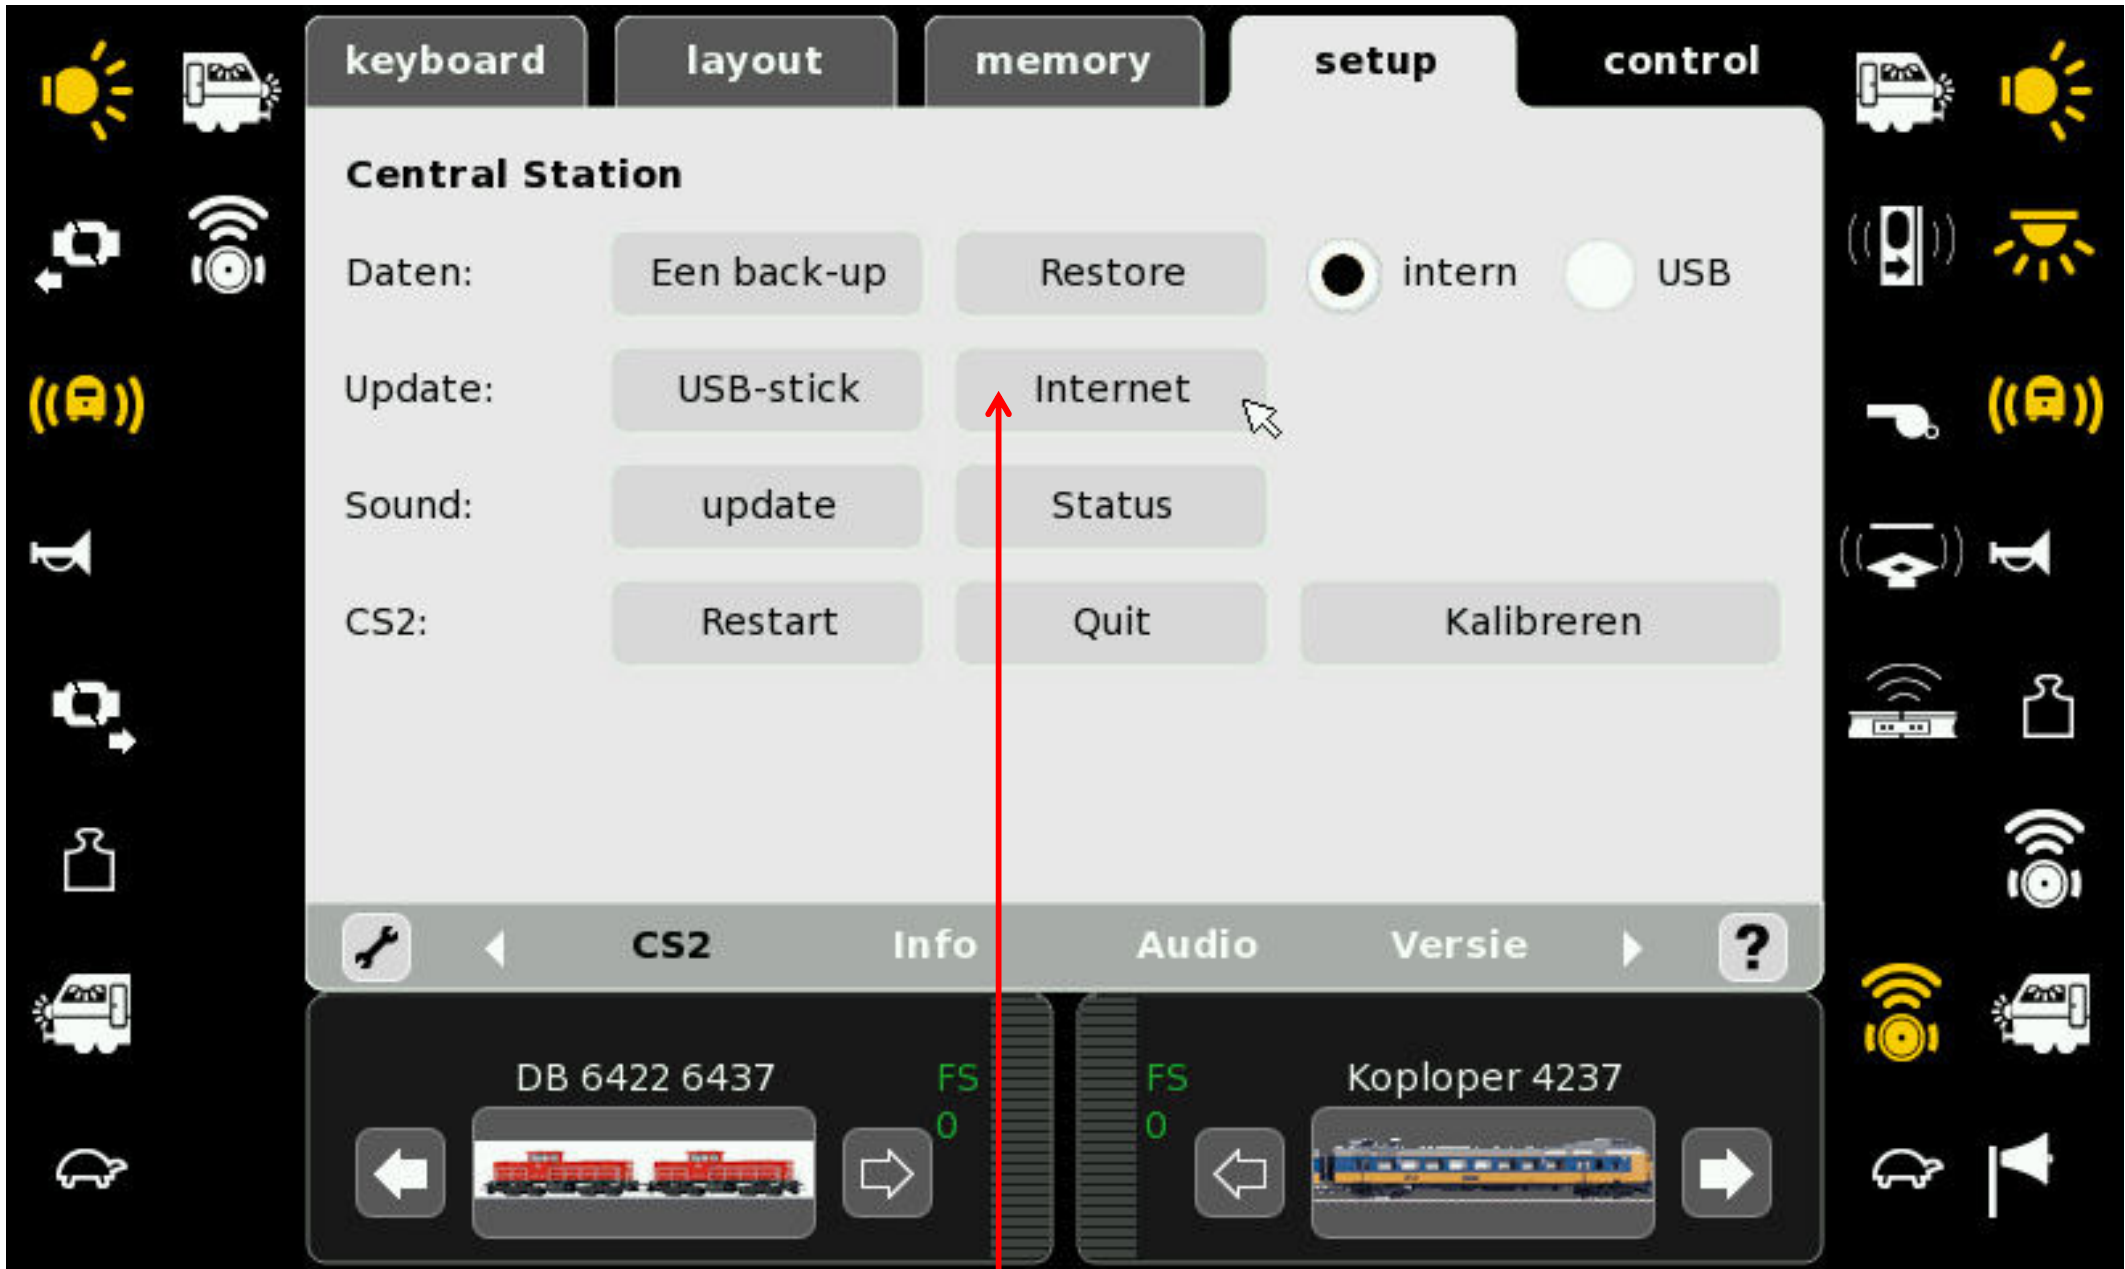 keyboard layout memory setup control
Central Station
Daten: Een back-up Restore intern USB
Update: USB-stick Internet
Sound: update Status
CS2: Restart Quit Kalibreren
CS2 Info Audio Versie ?
DB 6422 6437 FS FS Koploper 4237
0 0